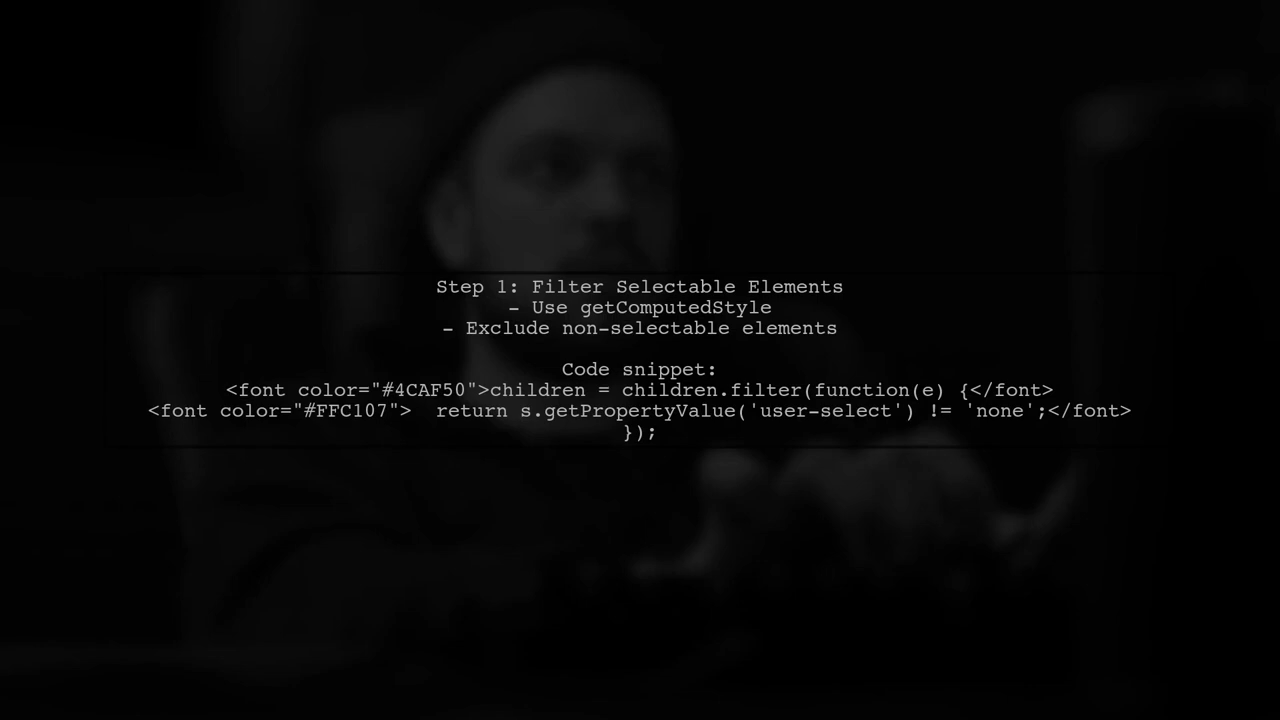 Step 1: Filter Selectable Elements
- Use getComputedStyle
- Exclude non-selectable elements
Code snippet:
<font color="#4CAF50">children = children.filter(function(e) {</font>
<font color="#FFC107">  return s.getPropertyValue('user-select') != 'none';</font>
});